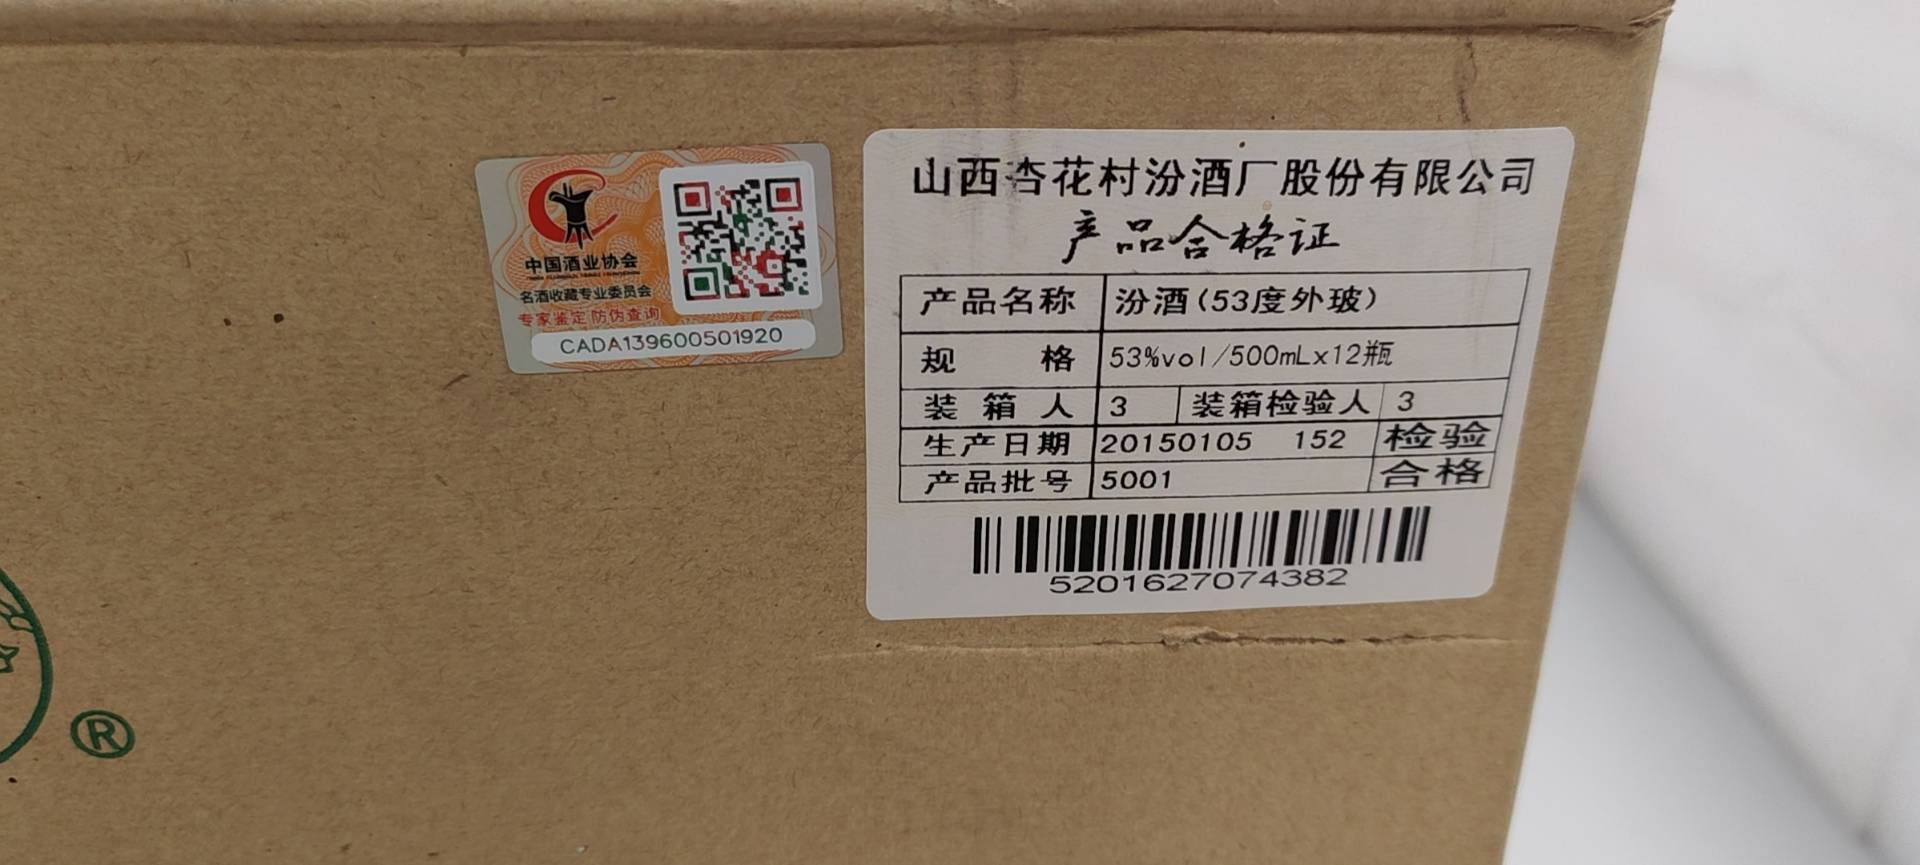 中国酒业协会
名酒收藏专业委员会
专家鉴定 防伪查询
CADA139600501920
山西杏花村汾酒厂股份有限公司
产品合格证
产品名称 汾酒(53度外玻)
规 格 53%vol/500mLx12瓶
装箱人 3 装箱检验人 3
生产日期 20150105 152 检验
产品批号 5001 合格
5201627074382
®